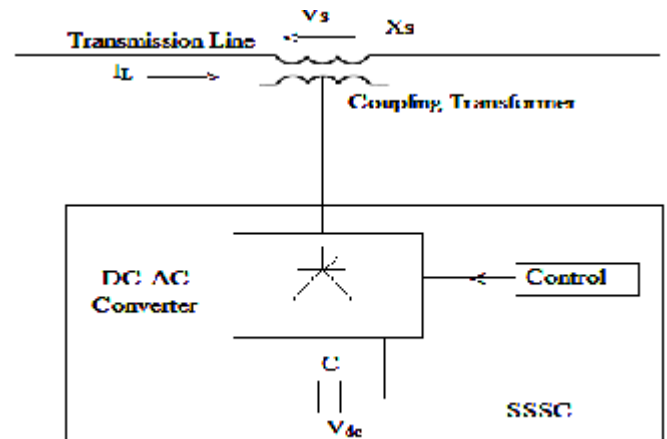 Vs
Xs
Transmission Line
IL
Coupling Transformer
DC-AC
Converter
Control
C
Vdc
SSSC